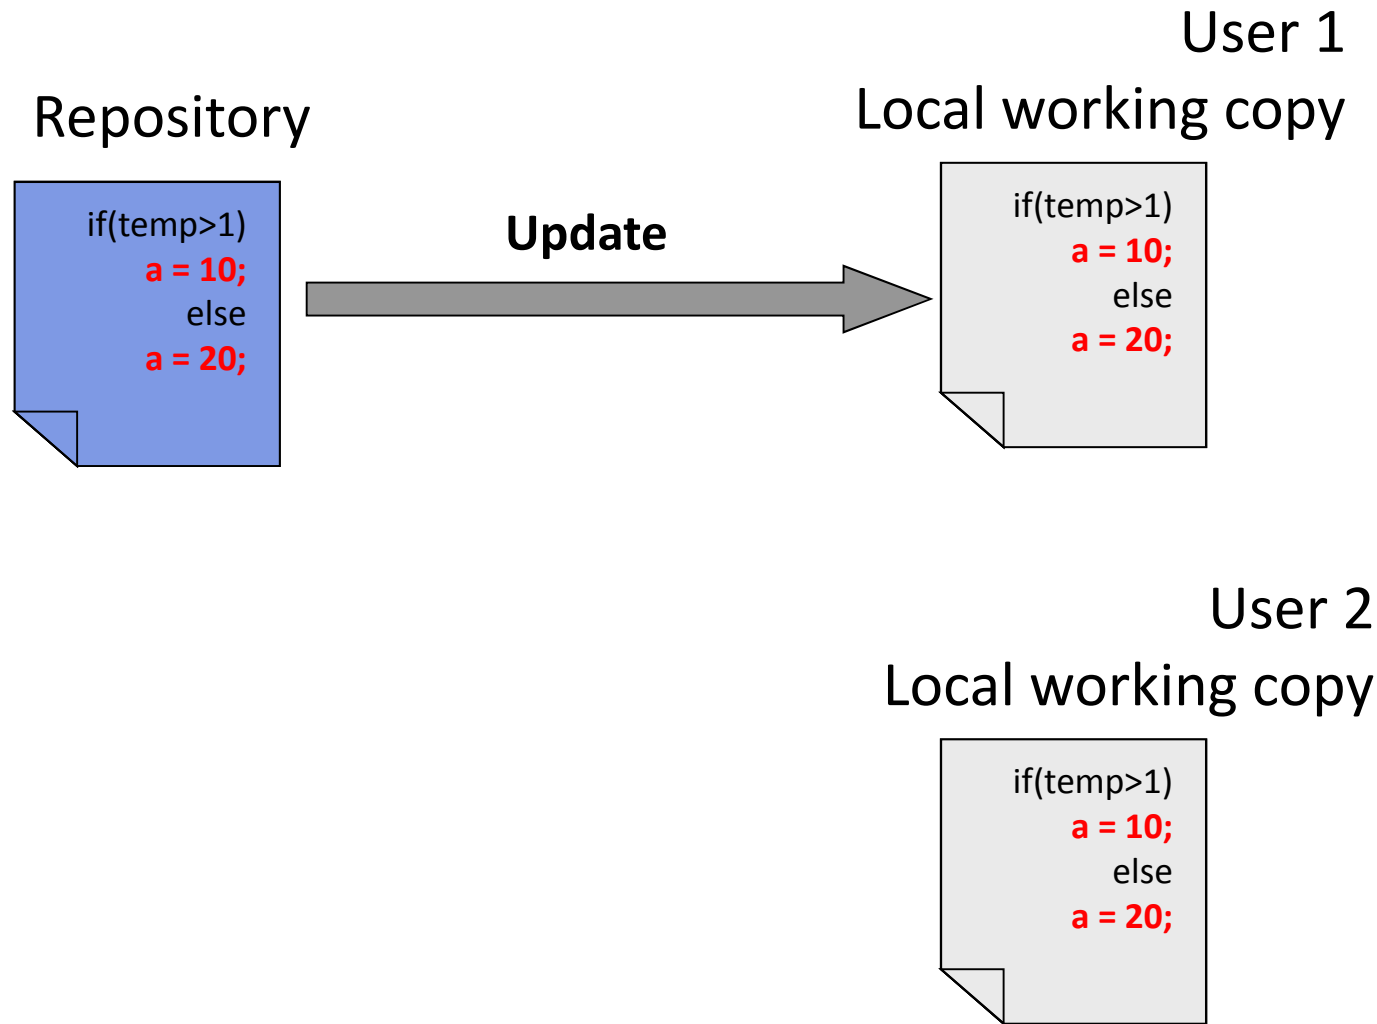 Repository
if(temp>1)
a = 10;
else
a = 20;
Update
User 1
Local working copy
if(temp>1)
a = 10;
else
a = 20;
User 2
Local working copy
if(temp>1)
a = 10;
else
a = 20;